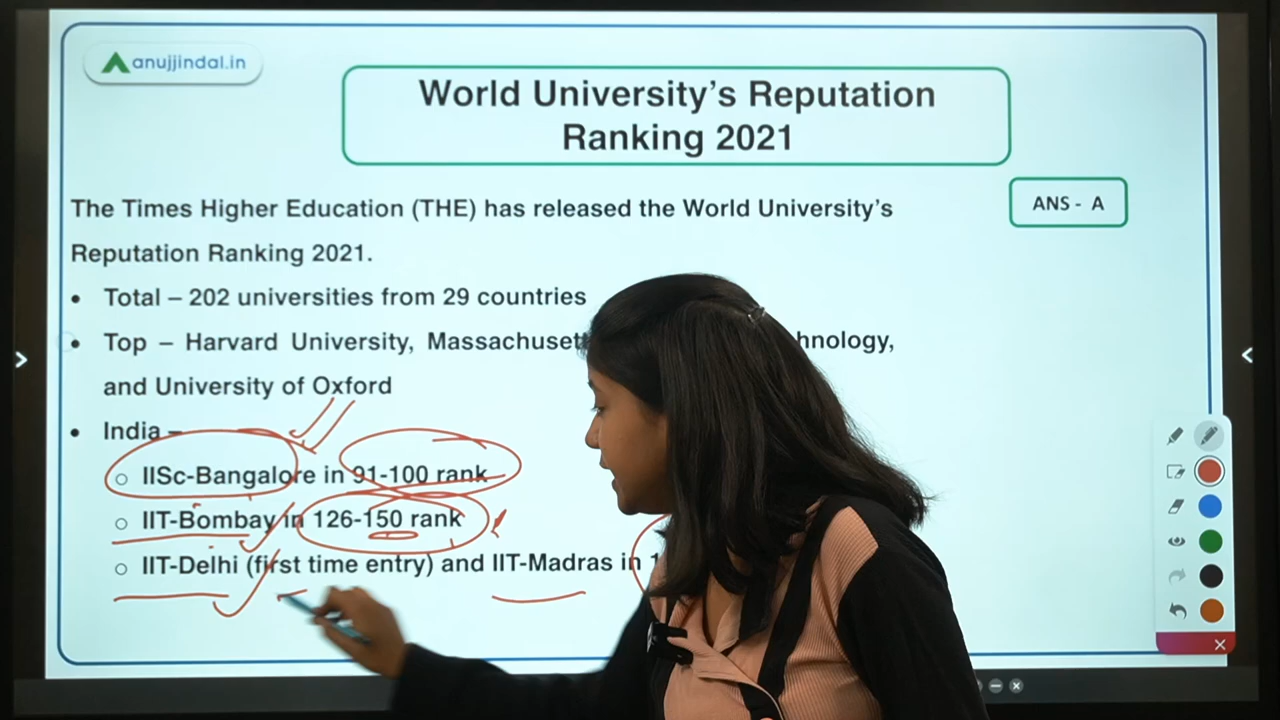 anujjindal.in
World University's Reputation
Ranking 2021
ANS - A
The Times Higher Education (THE) has released the World University's
Reputation Ranking 2021.
• Total – 202 universities from 29 countries
• Top – Harvard University, hnology,
and University of Oxford
• India –
○ IISc-Bangalore in 91-100 rank
○ IIT-Bombay in 126-150 rank
○ IIT-Delhi (first time entry) and IIT-Madras in